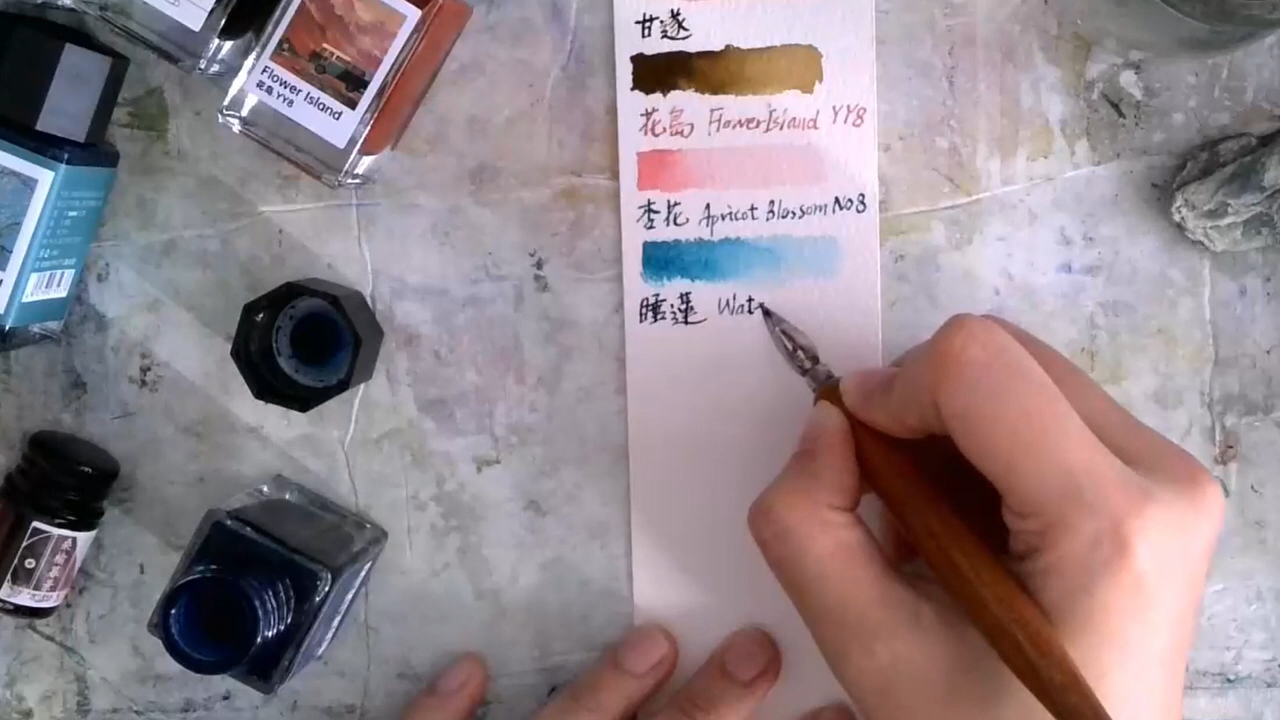 Flower Island
花島.YY8
甘遂
花島 FlowerIsland YY8
杏花 Apricot Blossom No8
睡蓮 Wat